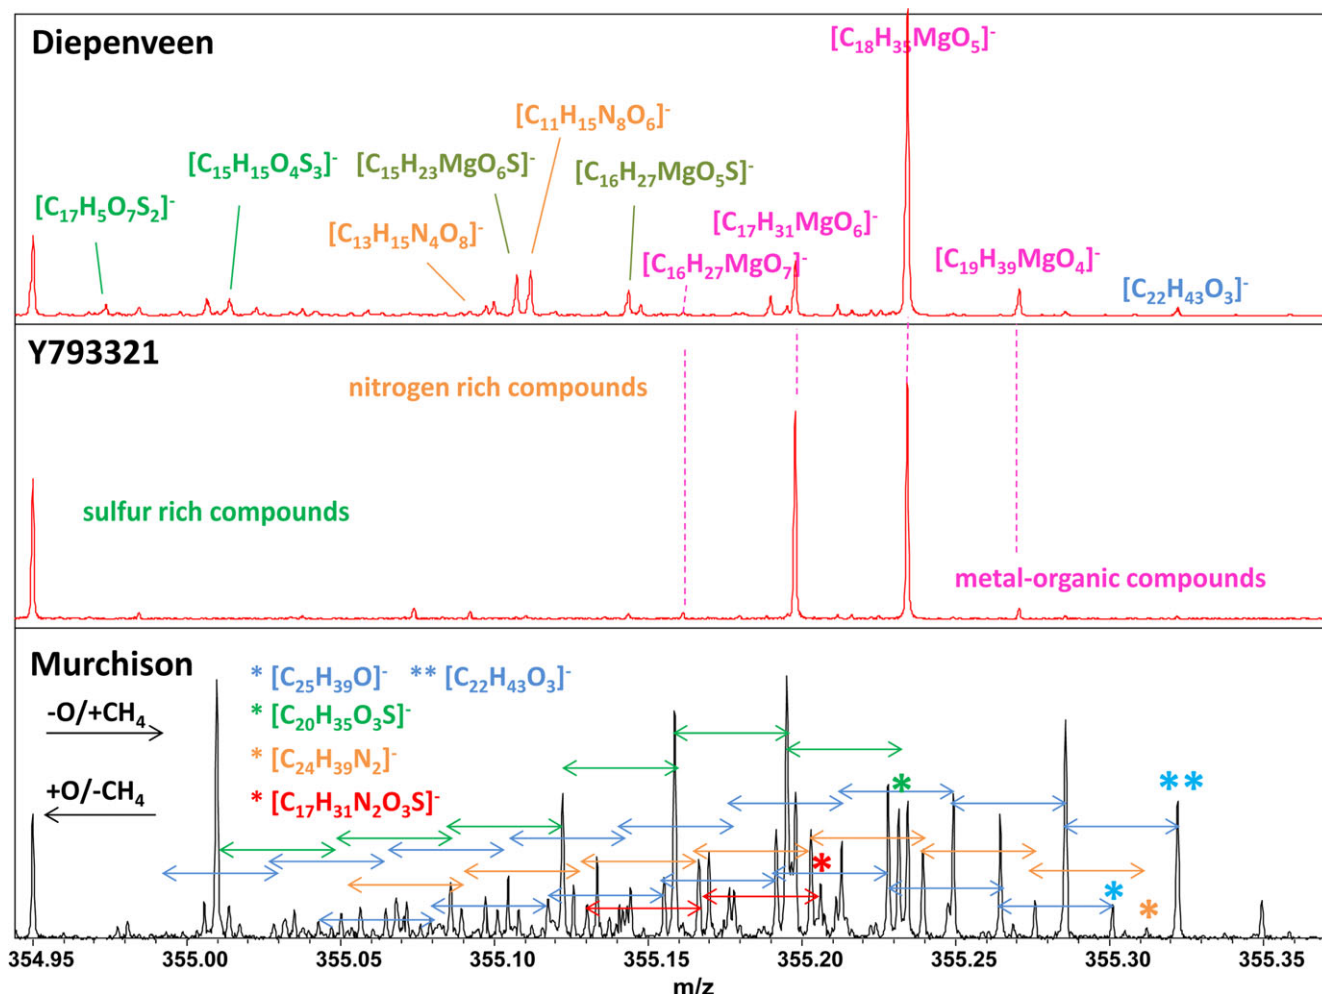 Diepenveen
[C₁₈H₃₅MgO₅]⁻
[C₁₁H₁₅N₈O₆]⁻
[C₁₅H₁₅O₄S₃]⁻
[C₁₅H₂₃MgO₆S]⁻
[C₁₆H₂₇MgO₅S]⁻
[C₁₇H₅O₇S₂]⁻
[C₁₃H₁₅N₄O₈]⁻
[C₁₇H₃₁MgO₆]⁻
[C₁₆H₂₇MgO₇]⁻
[C₁₉H₃₉MgO₄]⁻
[C₂₂H₄₃O₃]⁻
Y793321
nitrogen rich compounds
sulfur rich compounds
metal-organic compounds
Murchison
* [C₂₅H₃₉O]⁻ ** [C₂₂H₄₃O₃]⁻
-O/+CH₄
* [C₂₀H₃₅O₃S]⁻
* [C₂₄H₃₉N₂]⁻
+O/-CH₄
* [C₁₇H₃₁N₂O₃S]⁻
**
*
*
*
*
354.95 355.00 355.05 355.10 355.15 355.20 355.25 355.30 355.35
m/z